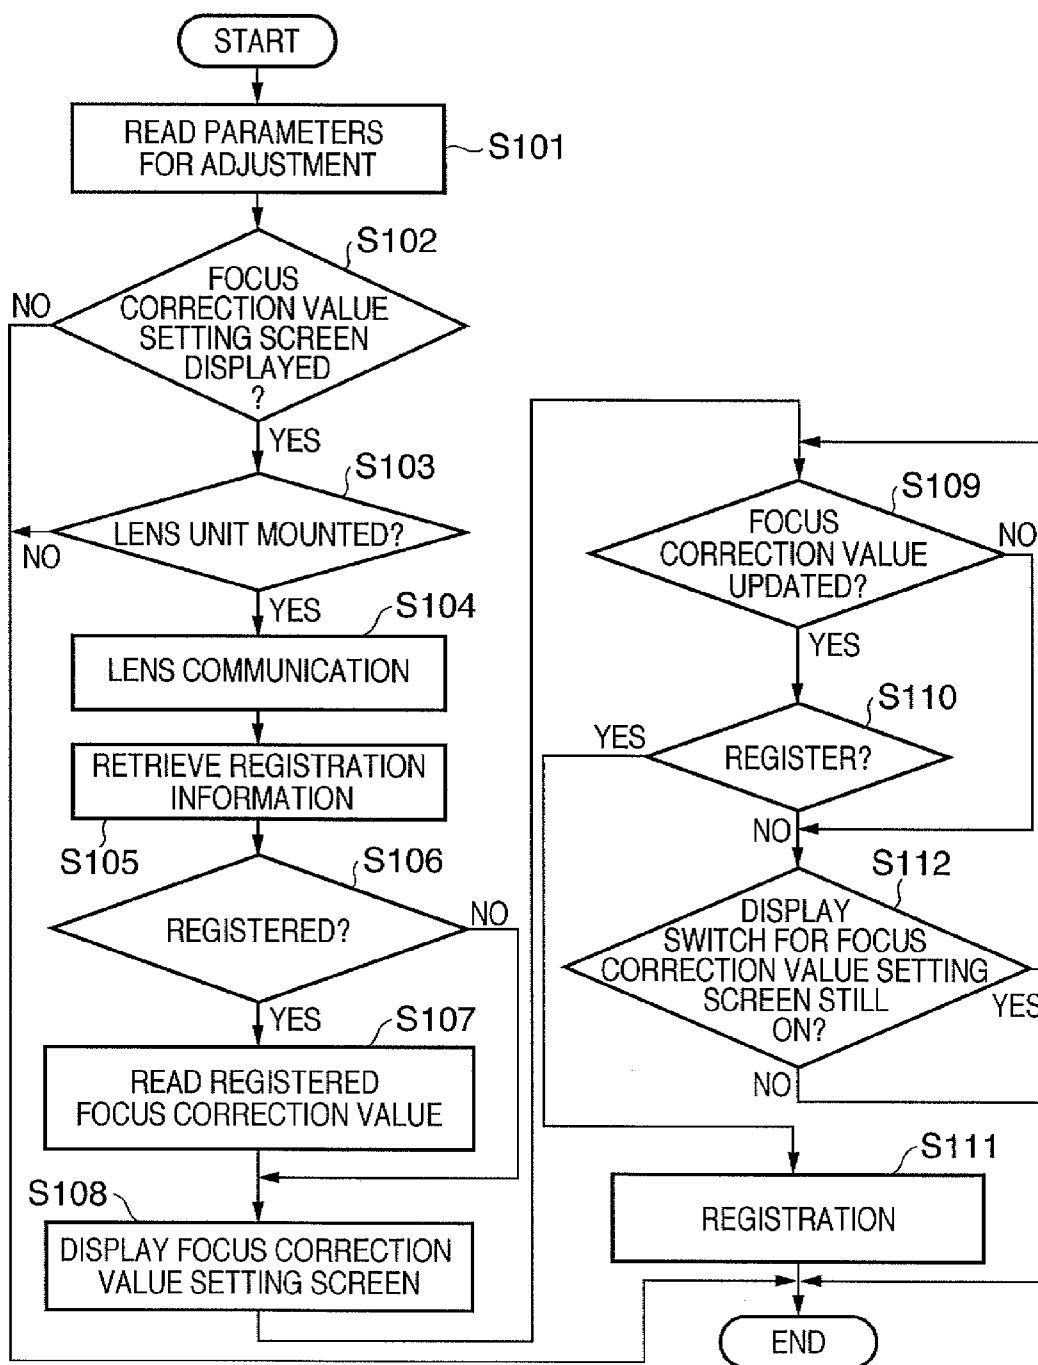 START
READ PARAMETERS
FOR ADJUSTMENT
S101
S102
FOCUS
CORRECTION VALUE
SETTING SCREEN
DISPLAYED
?
NO
YES
S103
LENS UNIT MOUNTED?
NO
YES
S104
LENS COMMUNICATION
RETRIEVE REGISTRATION
INFORMATION
S105
S106
REGISTERED?
NO
YES
S107
READ REGISTERED
FOCUS CORRECTION VALUE
S108
DISPLAY FOCUS CORRECTION
VALUE SETTING SCREEN
S109
FOCUS
CORRECTION VALUE
UPDATED?
NO
YES
S110
REGISTER?
YES
NO
S112
DISPLAY
SWITCH FOR FOCUS
CORRECTION VALUE SETTING
SCREEN STILL
ON?
YES
NO
S111
REGISTRATION
END